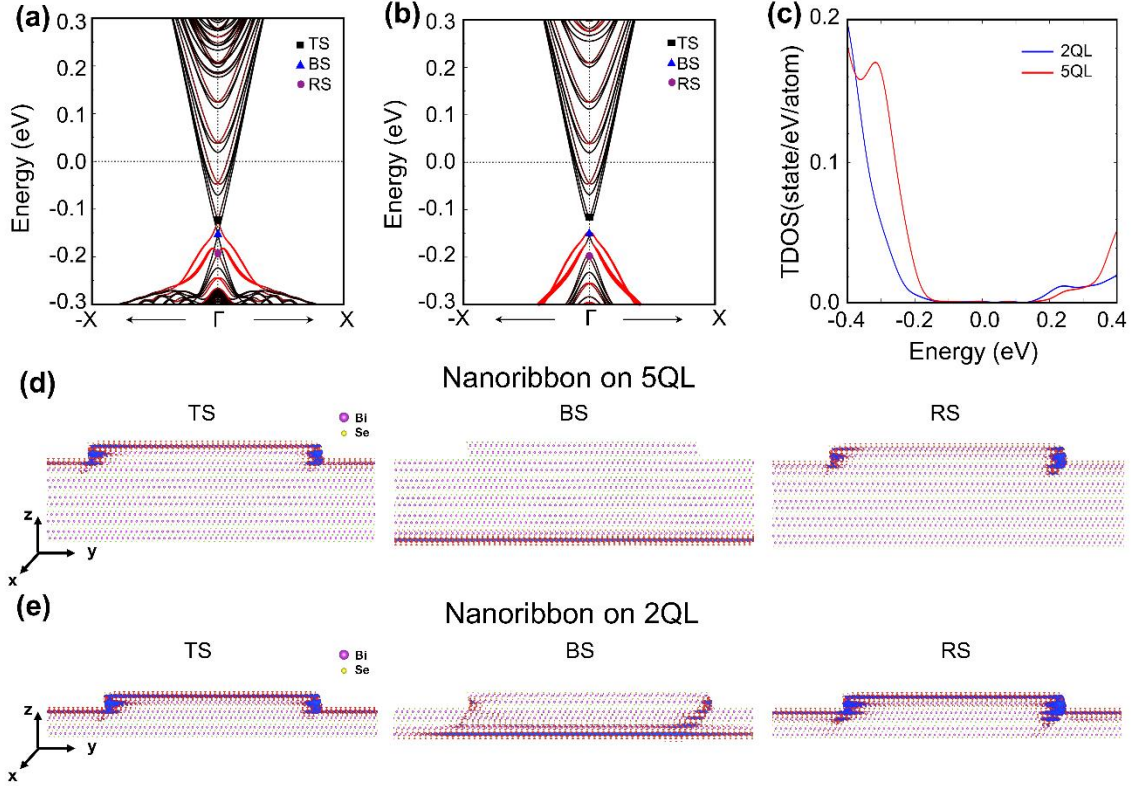 (a)
0.3
0.2
0.1
0.0
-0.1
-0.2
-0.3
Energy (eV)
TS
BS
RS
-X
Γ
X
(b)
0.3
0.2
0.1
0.0
-0.1
-0.2
-0.3
Energy (eV)
TS
BS
RS
-X
Γ
X
(c)
0.2
0.1
0.0
TDOS(state/eV/atom)
2QL
5QL
-0.4
-0.2
0.0
0.2
0.4
Energy (eV)
(d)
Nanoribbon on 5QL
TS
BS
RS
Bi
Se
z
y
x
(e)
Nanoribbon on 2QL
TS
BS
RS
Bi
Se
z
y
x